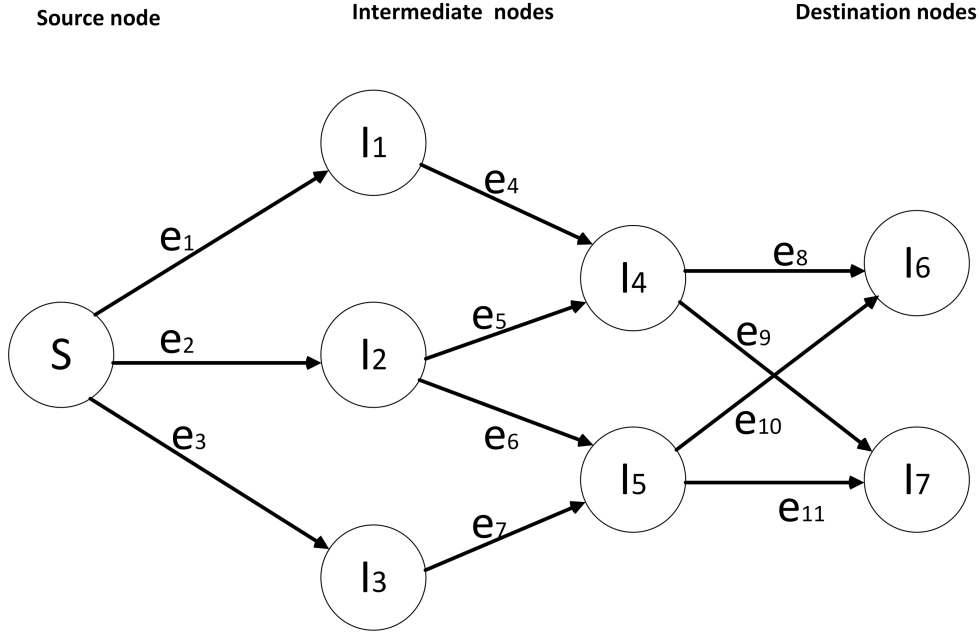 Source node
Intermediate nodes
Destination nodes
I1
e4
e1
I4
e8
I6
e5
e9
S
e2
I2
e10
e3
e6
I5
I7
e7
e11
I3